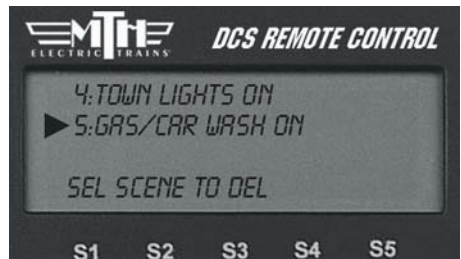 MTH DCS REMOTE CONTROL
ELECTRIC TRAINS
4:TOWN LIGHTS ON
5:GAS/CAR WASH ON
SEL SCENE TO DEL
S1 S2 S3 S4 S5